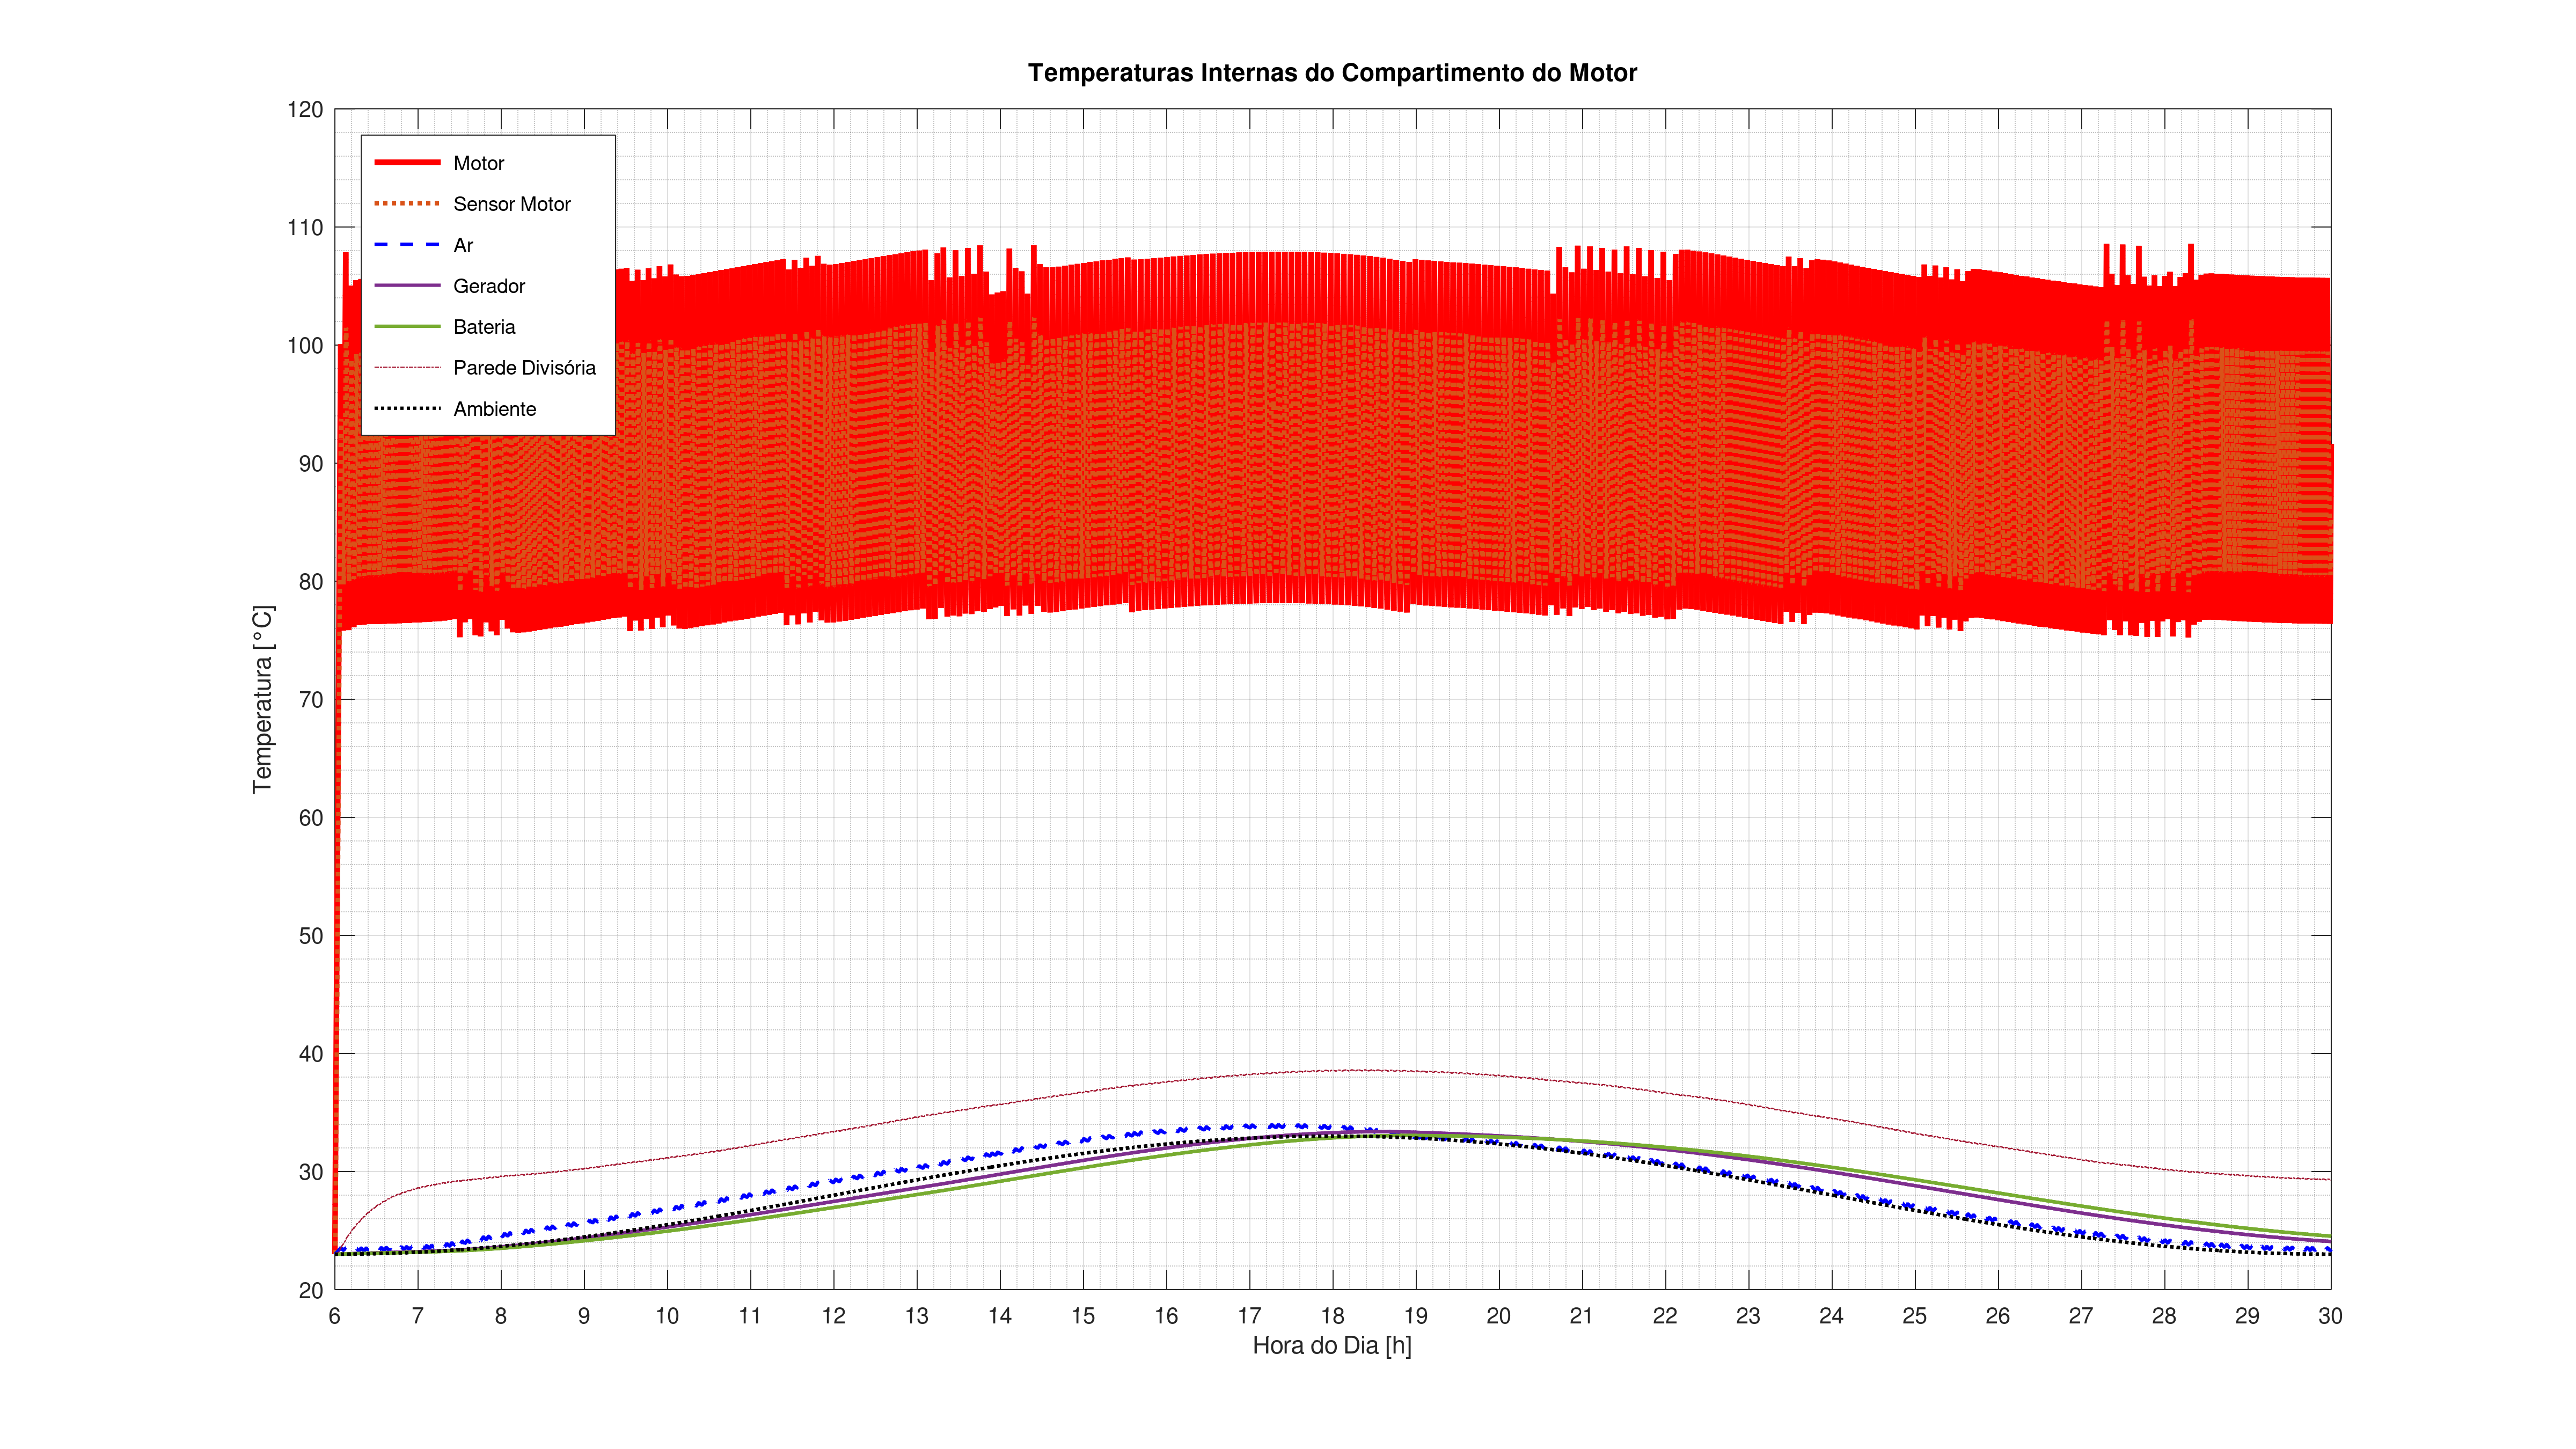 Temperaturas Internas do Compartimento do Motor
120
110
100
90
80
70
60
50
40
30
20
Temperatura [°C]
Motor
Sensor Motor
Ar
Gerador
Bateria
Parede Divisória
Ambiente
6 7 8 9 10 11 12 13 14 15 16 17 18 19 20 21 22 23 24 25 26 27 28 29 30
Hora do Dia [h]